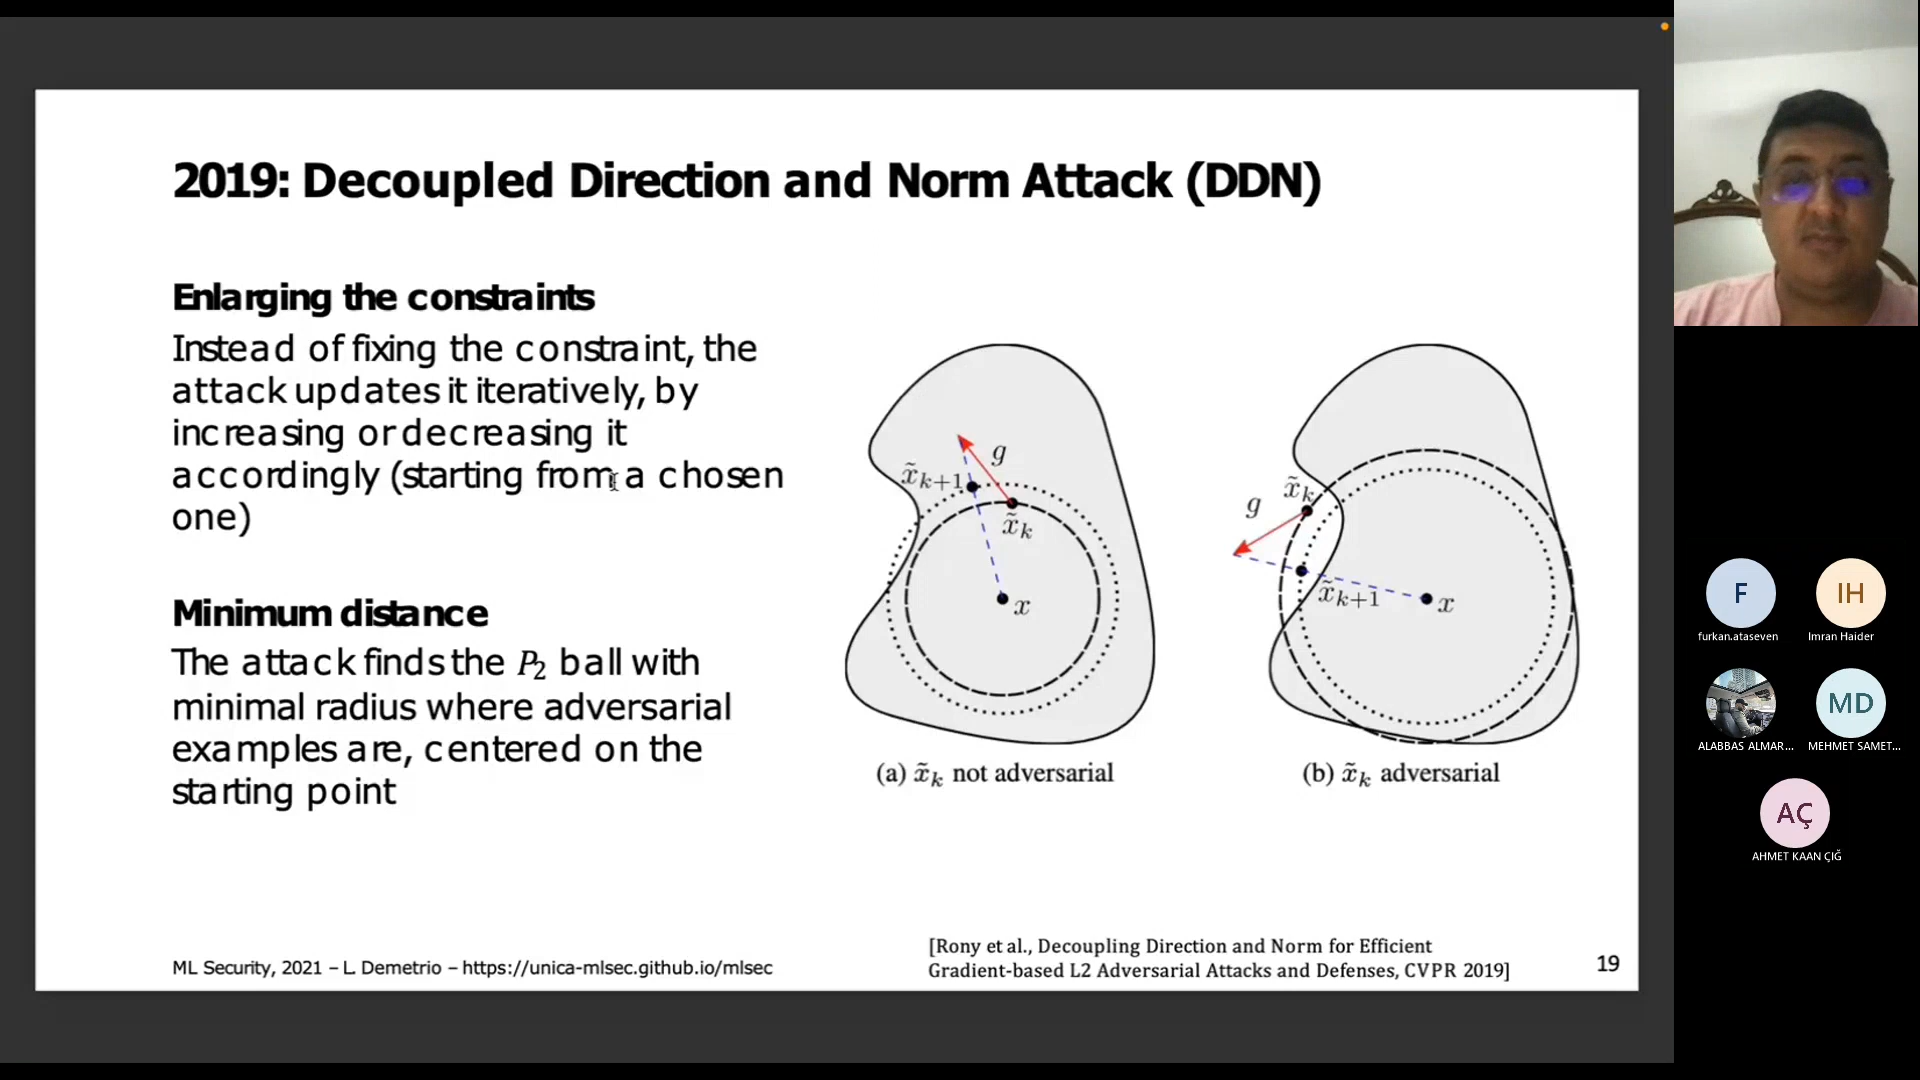 2019: Decoupled Direction and Norm Attack (DDN)
Enlarging the constraints
Instead of fixing the constraint, the
attack updates it iteratively, by
increasing or decreasing it
accordingly (starting from a chosen
one)
Minimum distance
The attack finds the P₂ ball with
minimal radius where adversarial
examples are, centered on the
starting point
g
x̃ₖ₊₁
x̃ₖ
x
(a) x̃ₖ not adversarial
x̃ₖ
g
x̃ₖ₊₁
x
(b) x̃ₖ adversarial
[Rony et al., Decoupling Direction and Norm for Efficient
Gradient-based L2 Adversarial Attacks and Defenses, CVPR 2019]
ML Security, 2021 – L. Demetrio – https://unica-mlsec.github.io/mlsec
19
F
furkan.ataseven
IH
Imran Haider
ALABBAS ALMAR...
MD
MEHMET SAMET...
AÇ
AHMET KAAN ÇIĞ